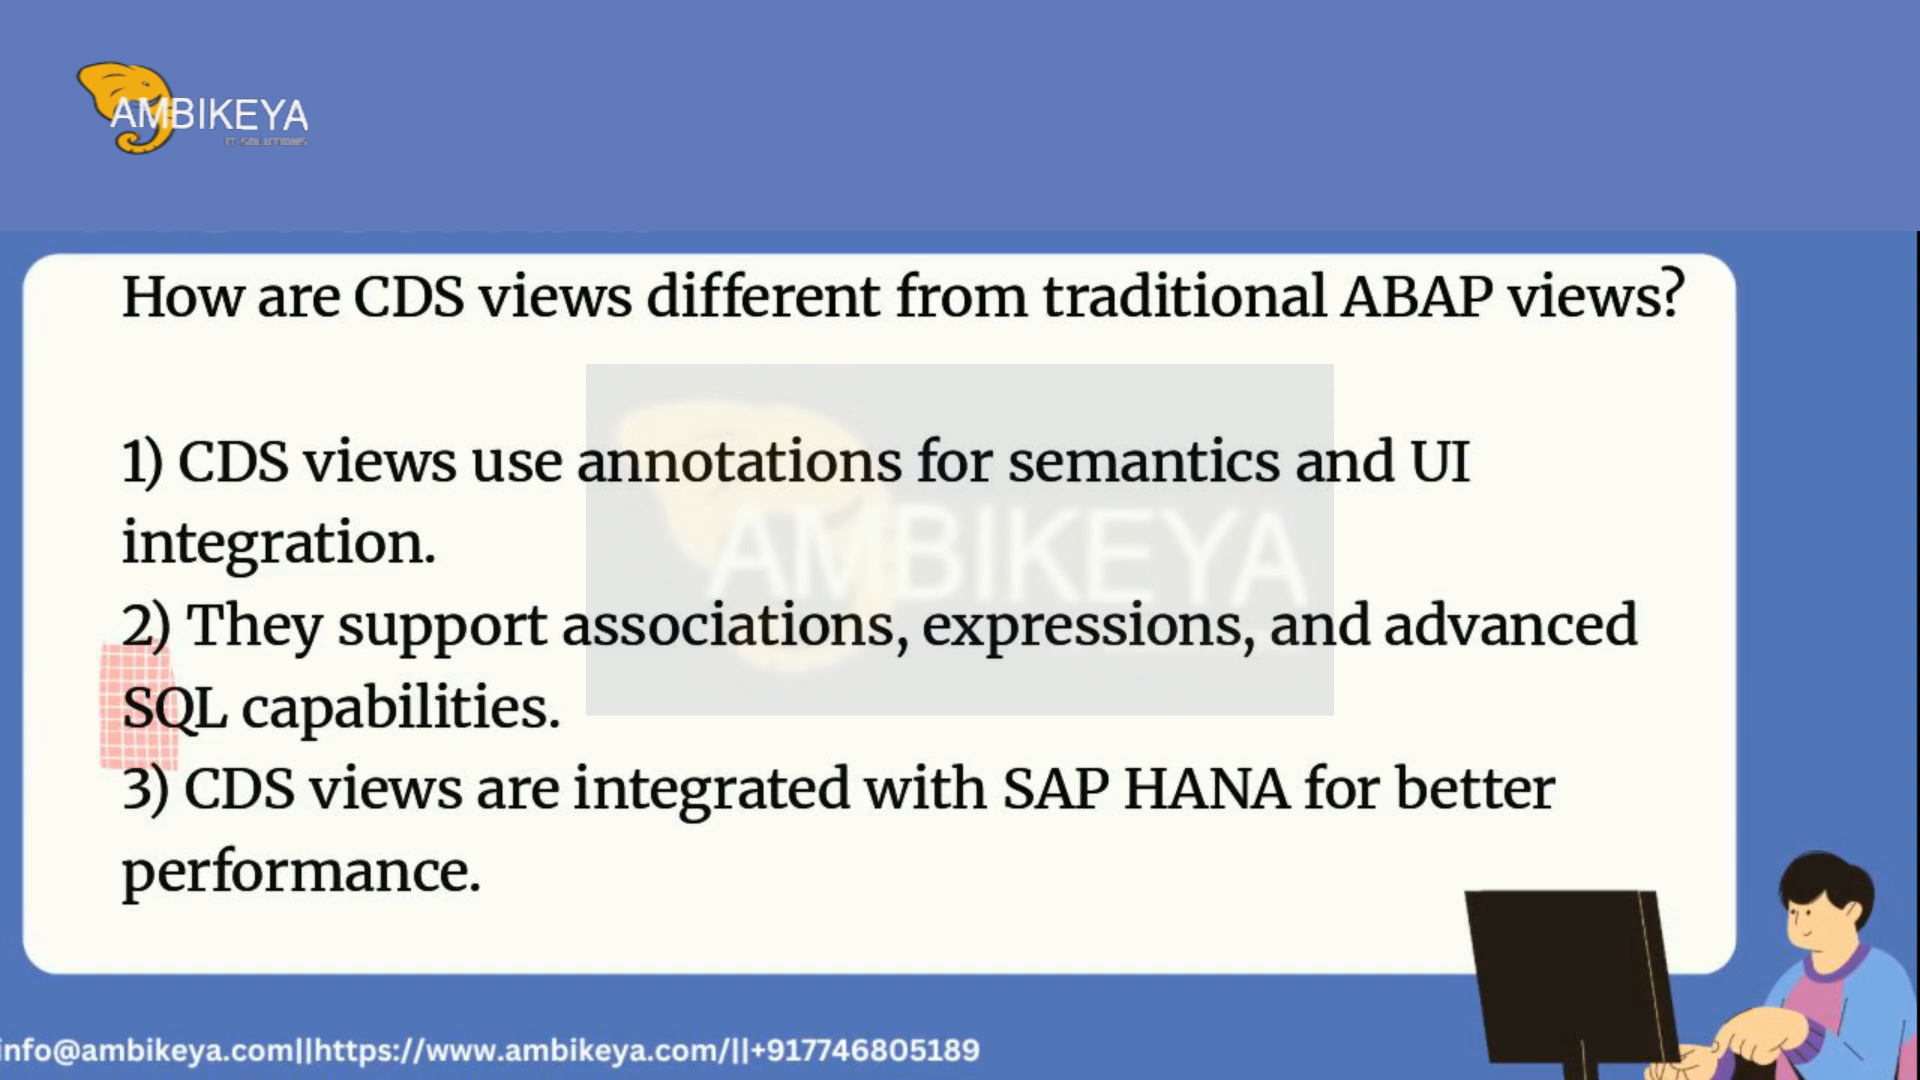 AMBIKEYA
IT SOLUTIONS
How are CDS views different from traditional ABAP views?
1) CDS views use annotations for semantics and UI
integration.
AMBIKEYA
2) They support associations, expressions, and advanced
SQL capabilities.
3) CDS views are integrated with SAP HANA for better
performance.
info@ambikeya.com||https://www.ambikeya.com/||+917746805189